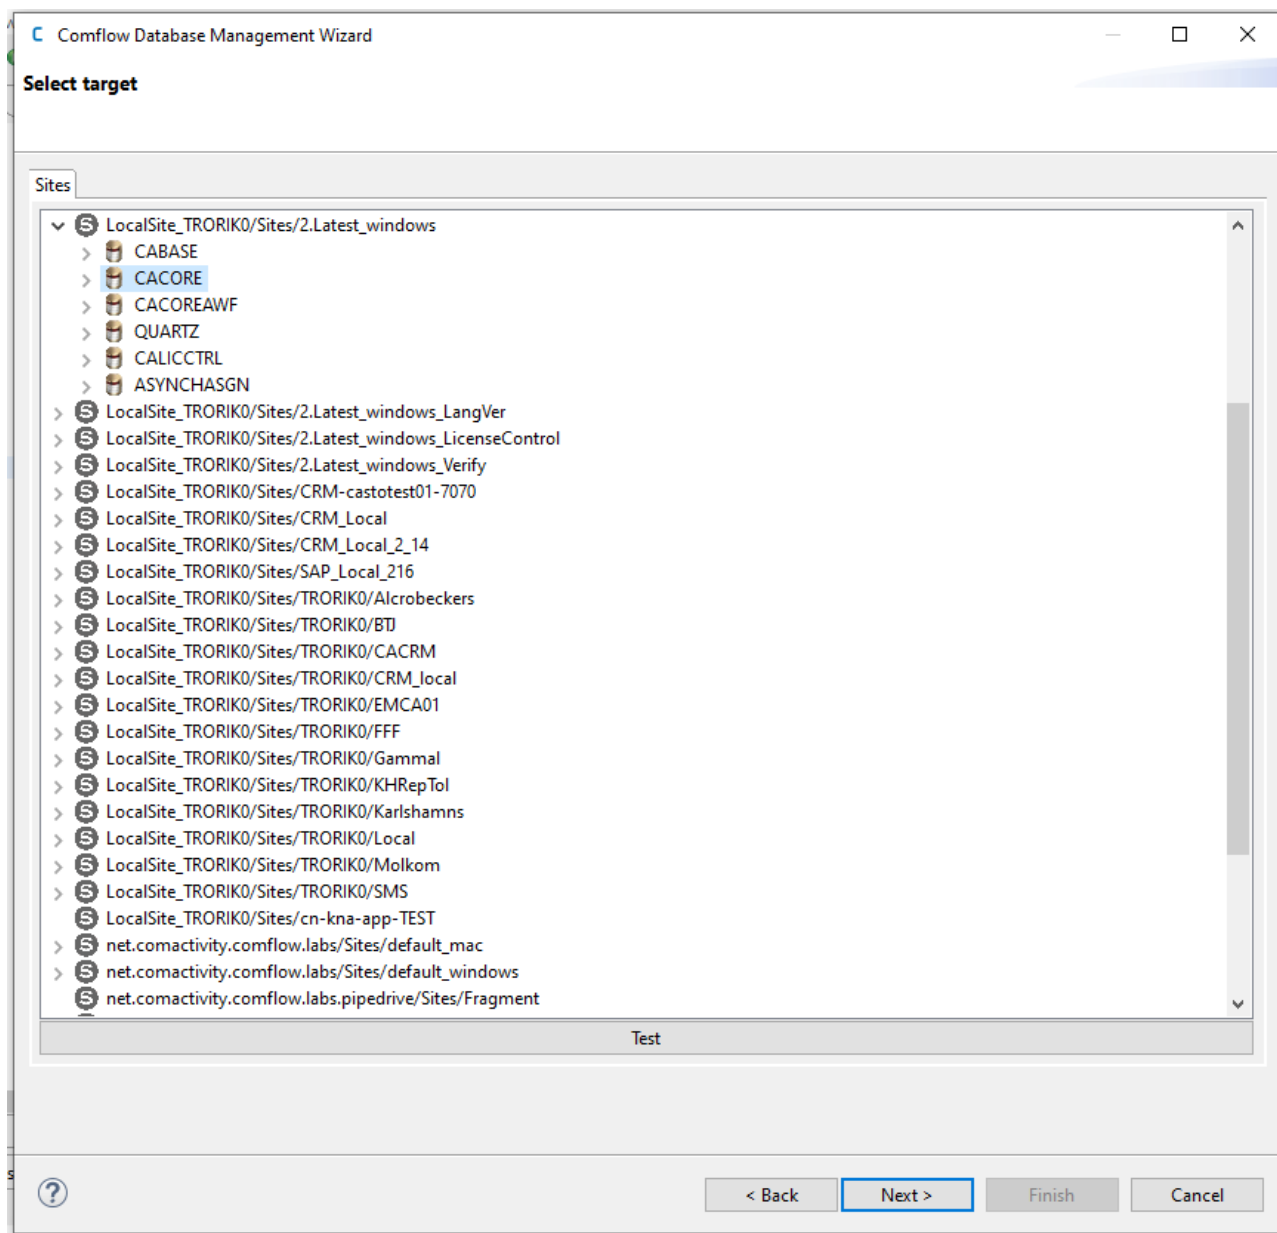 Comflow Database Management Wizard
Select target
Sites
LocalSite_TRORIK0/Sites/2.Latest_windows
CABASE
CACORE
CACOREAWF
QUARTZ
CALICCTRL
ASYNCHASGN
LocalSite_TRORIK0/Sites/2.Latest_windows_LangVer
LocalSite_TRORIK0/Sites/2.Latest_windows_LicenseControl
LocalSite_TRORIK0/Sites/2.Latest_windows_Verify
LocalSite_TRORIK0/Sites/CRM-castotest01-7070
LocalSite_TRORIK0/Sites/CRM_Local
LocalSite_TRORIK0/Sites/CRM_Local_2_14
LocalSite_TRORIK0/Sites/SAP_Local_216
LocalSite_TRORIK0/Sites/TRORIK0/Alcrobeckers
LocalSite_TRORIK0/Sites/TRORIK0/BTJ
LocalSite_TRORIK0/Sites/TRORIK0/CACRM
LocalSite_TRORIK0/Sites/TRORIK0/CRM_local
LocalSite_TRORIK0/Sites/TRORIK0/EMCA01
LocalSite_TRORIK0/Sites/TRORIK0/FFF
LocalSite_TRORIK0/Sites/TRORIK0/Gammal
LocalSite_TRORIK0/Sites/TRORIK0/KHRepTol
LocalSite_TRORIK0/Sites/TRORIK0/Karlshamns
LocalSite_TRORIK0/Sites/TRORIK0/Local
LocalSite_TRORIK0/Sites/TRORIK0/Molkom
LocalSite_TRORIK0/Sites/TRORIK0/SMS
LocalSite_TRORIK0/Sites/cn-kna-app-TEST
net.comactivity.comflow.labs/Sites/default_mac
net.comactivity.comflow.labs/Sites/default_windows
net.comactivity.comflow.labs.pipedrive/Sites/Fragment
Test
< Back Next > Finish Cancel